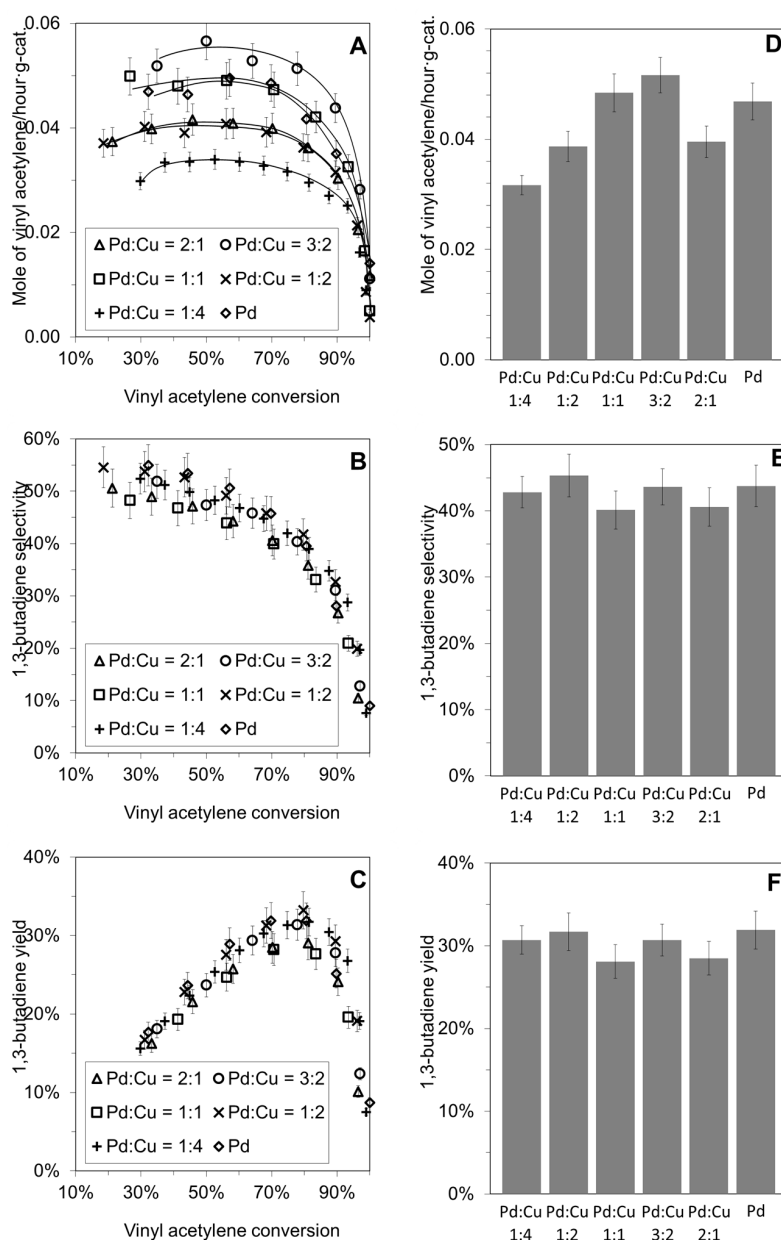 A
Mole of vinyl acetylene/hour·g-cat.
0.06
0.04
0.02
0.00
Pd:Cu = 2:1 Pd:Cu = 3:2
Pd:Cu = 1:1 Pd:Cu = 1:2
Pd:Cu = 1:4 Pd
10% 30% 50% 70% 90%
Vinyl acetylene conversion
D
Mole of vinyl acetylene/hour·g-cat.
0.06
0.04
0.02
0.00
Pd:Cu Pd:Cu Pd:Cu Pd:Cu Pd:Cu Pd
1:4 1:2 1:1 3:2 2:1
B
1,3-butadiene selectivity
60%
50%
40%
30%
20%
10%
0%
Pd:Cu = 2:1 Pd:Cu = 3:2
Pd:Cu = 1:1 Pd:Cu = 1:2
Pd:Cu = 1:4 Pd
10% 30% 50% 70% 90%
Vinyl acetylene conversion
E
1,3-butadiene selectivity
50%
40%
30%
20%
10%
0%
Pd:Cu Pd:Cu Pd:Cu Pd:Cu Pd:Cu Pd
1:4 1:2 1:1 3:2 2:1
C
1,3-butadiene yield
40%
30%
20%
10%
0%
Pd:Cu = 2:1 Pd:Cu = 3:2
Pd:Cu = 1:1 Pd:Cu = 1:2
Pd:Cu = 1:4 Pd
10% 30% 50% 70% 90%
Vinyl acetylene conversion
F
1,3-butadiene yield
40%
30%
20%
10%
0%
Pd:Cu Pd:Cu Pd:Cu Pd:Cu Pd:Cu Pd
1:4 1:2 1:1 3:2 2:1